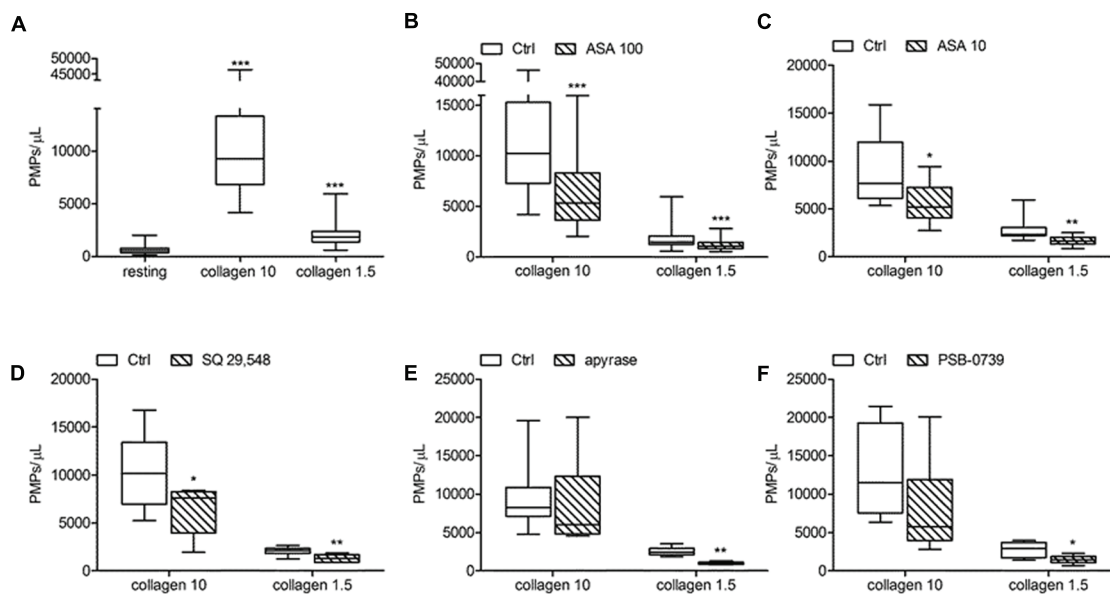 A
50000
45000
10000
5000
0
PMPs/μL
***
***
resting
collagen 10
collagen 1.5
B
Ctrl
ASA 100
50000
40000
15000
10000
5000
0
PMPs/μL
***
***
collagen 10
collagen 1.5
C
Ctrl
ASA 10
20000
15000
10000
5000
0
PMPs/μL
*
**
collagen 10
collagen 1.5
D
Ctrl
SQ 29,548
20000
15000
10000
5000
0
PMPs/μL
*
**
collagen 10
collagen 1.5
E
Ctrl
apyrase
25000
20000
15000
10000
5000
0
PMPs/μL
**
collagen 10
collagen 1.5
F
Ctrl
PSB-0739
25000
20000
15000
10000
5000
0
PMPs/μL
*
collagen 10
collagen 1.5